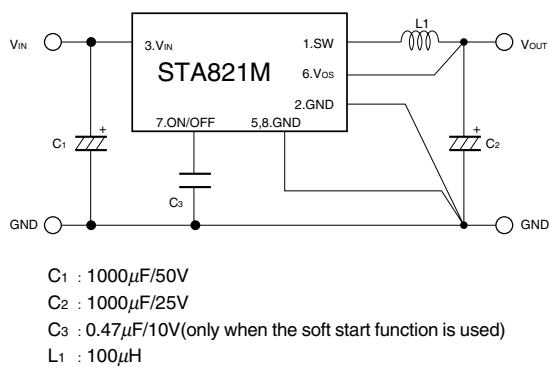 L1
VIN 3.VIN 1.SW VOUT
STA821M 6.VOS
2.GND
7.ON/OFF 5,8.GND
C1 + + C2
C3
GND GND
C1 : 1000μF/50V
C2 : 1000μF/25V
C3 : 0.47μF/10V(only when the soft start function is used)
L1 : 100μH